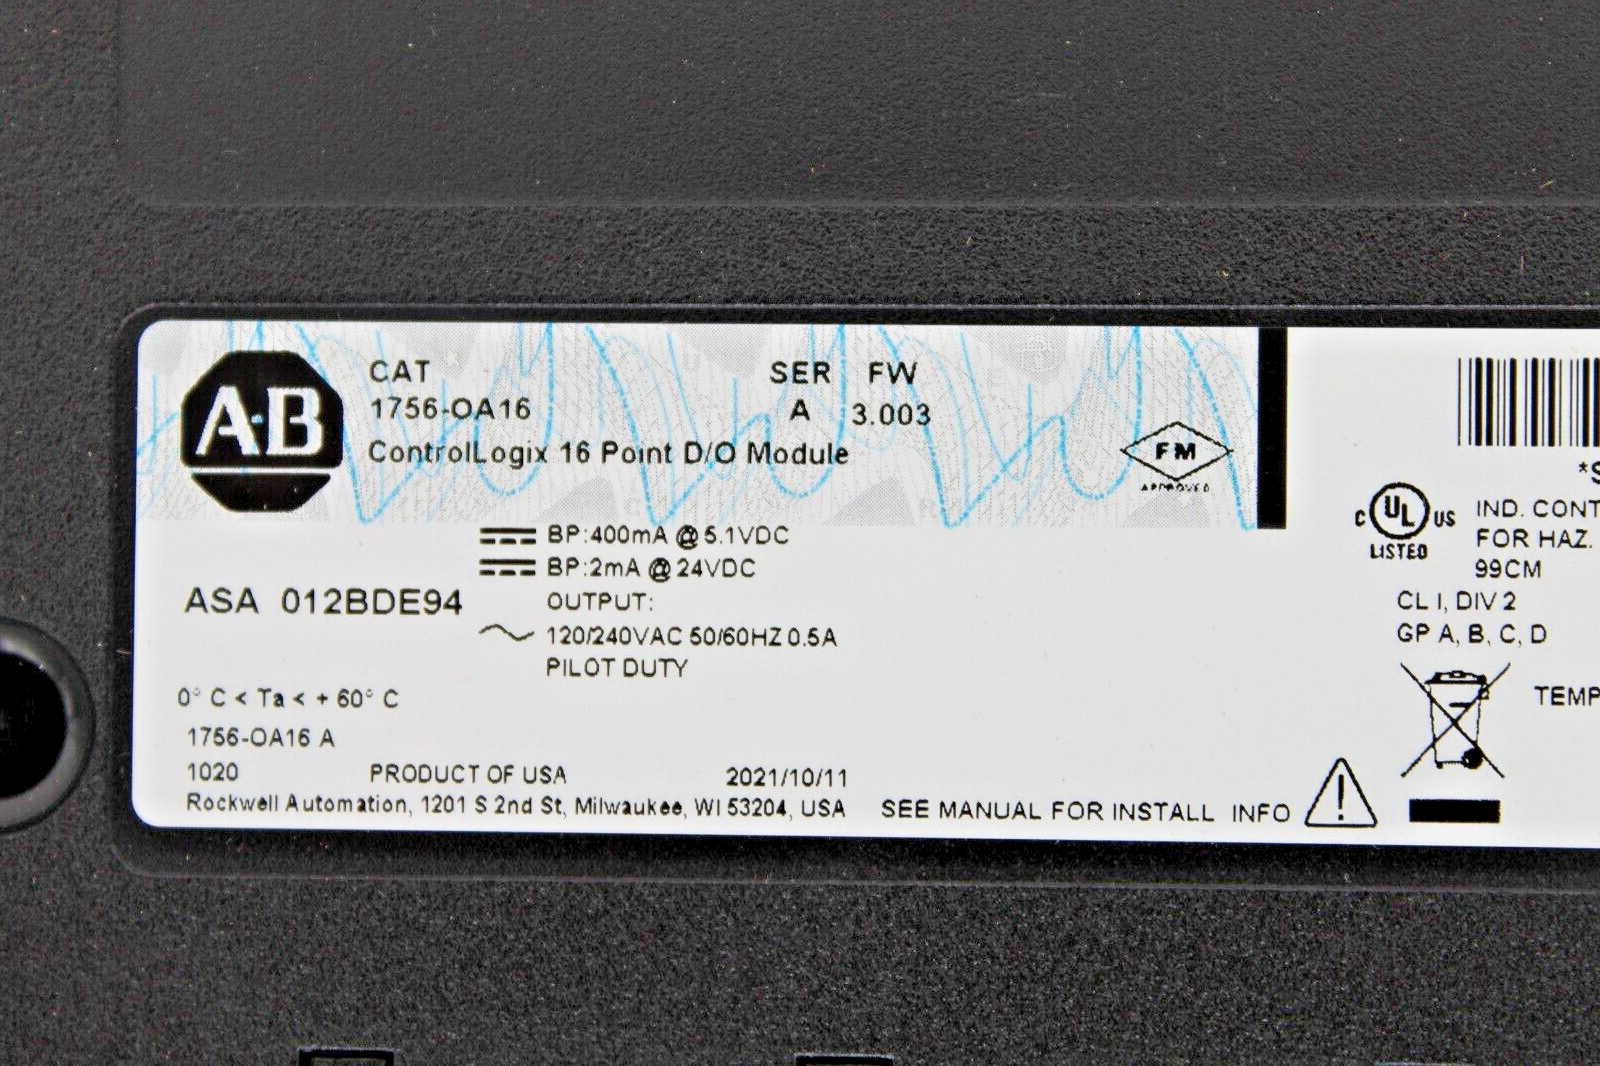 A-B
CAT SER FW
1756-OA16 A 3.003
ControlLogix 16 Point D/O Module
FM
APPROVED
BP:400mA @ 5.1VDC
BP:2mA @ 24VDC
ASA 012BDE94
OUTPUT:
120/240VAC 50/60HZ 0.5A
PILOT DUTY
0° C < Ta < + 60° C
1756-OA16 A
1020 PRODUCT OF USA 2021/10/11
Rockwell Automation, 1201 S 2nd St, Milwaukee, WI 53204, USA SEE MANUAL FOR INSTALL INFO
*S
C UL US
LISTED
IND. CONT
FOR HAZ.
99CM
CL I, DIV 2
GP A, B, C, D
TEMP